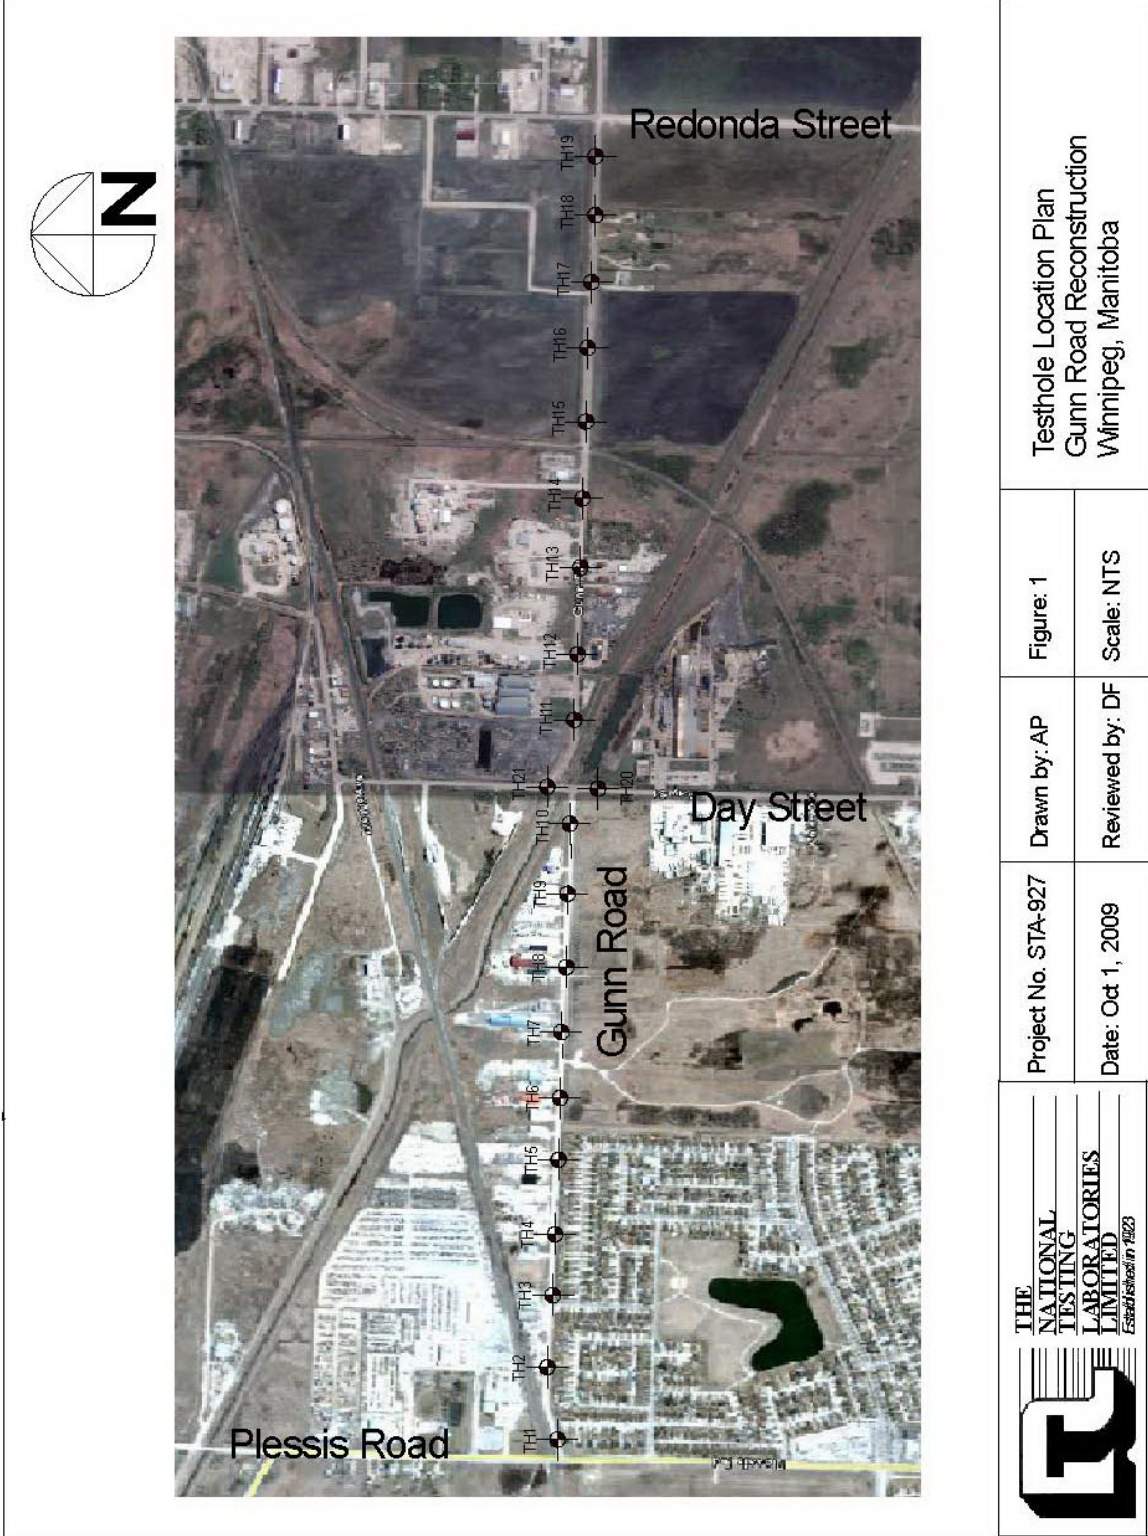 N
Redonda Street
TH19
TH18
TH17
TH16
TH15
TH14
TH13
Gunn
TH12
TH11
TH21
TH20
Day Street
TH10
TH9
TH8
Gunn Road
TH7
TH6
TH5
TH4
TH3
TH2
Plessis Road
TH1
THE
NATIONAL
TESTING
LABORATORIES
LIMITED
Established in 1923
Project No. STA-927
Drawn by: AP
Figure: 1
Date: Oct 1, 2009
Reviewed by: DF
Scale: NTS
Testhole Location Plan
Gunn Road Reconstruction
Winnipeg, Manitoba